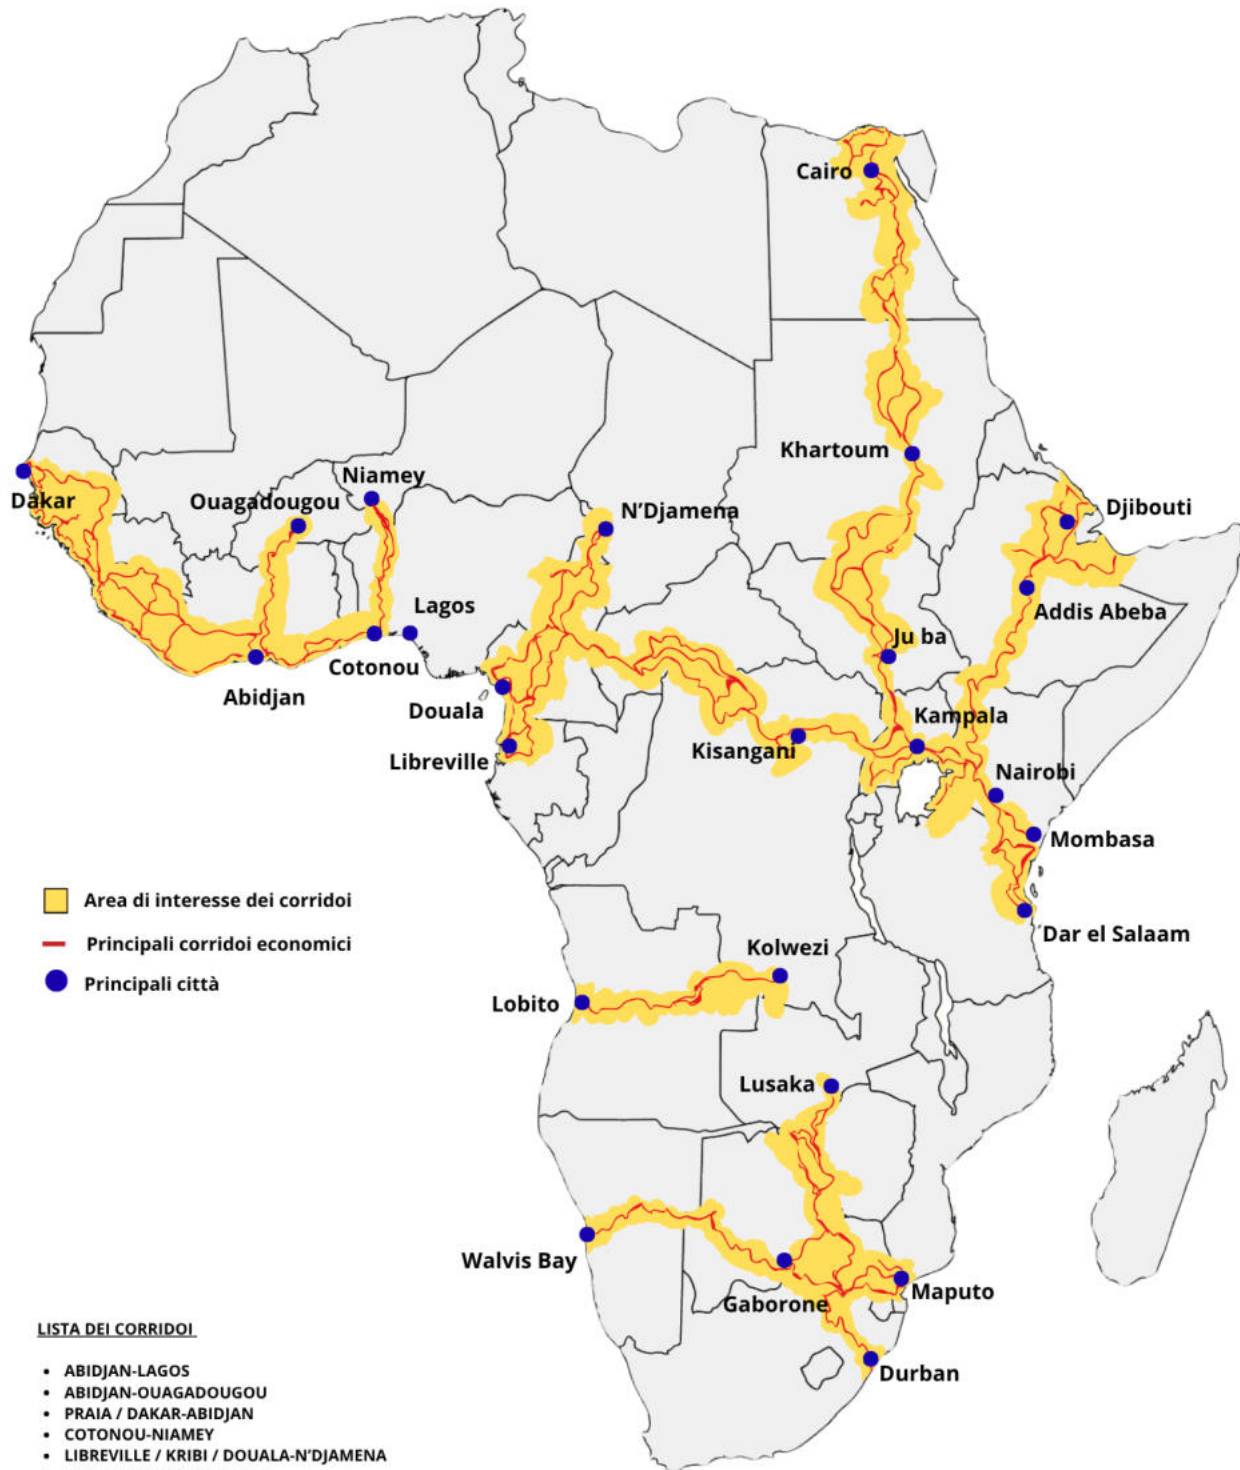 Cairo
Khartoum
Niamey
Ouagadougou
Dakar
N'Djamena
Djibouti
Addis Abeba
Lagos
Ju ba
Cotonou
Abidjan
Douala
Kampala
Libreville
Kisangani
Nairobi
Mombasa
Area di interesse dei corridoi
Principali corridoi economici
Dar el Salaam
Kolwezi
Principali città
Lobito
Lusaka
Walvis Bay
Gaborone
Maputo
LISTA DEI CORRIDOI
Durban
• ABIDJAN-LAGOS
• ABIDJAN-OUAGADOUGOU
• PRAIA / DAKAR-ABIDJAN
• COTONOU-NIAMEY
• LIBREVILLE / KRIBI / DOUALA-N'DJAMENA